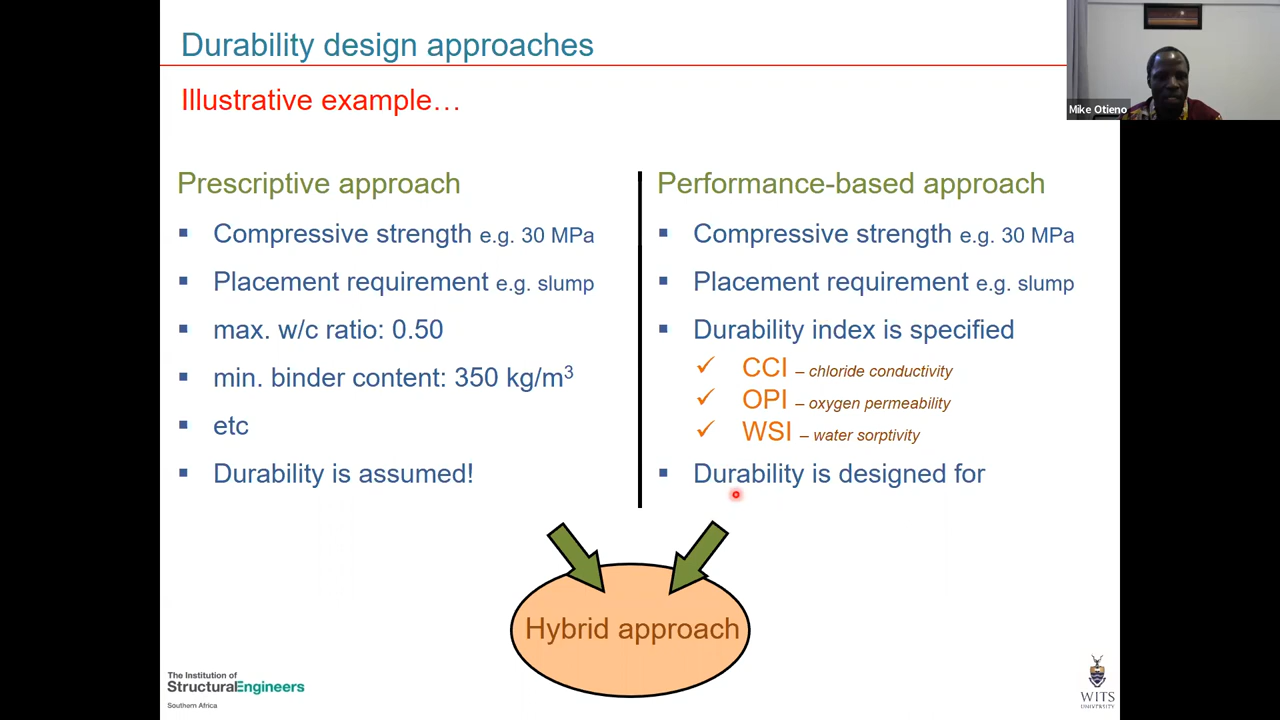 Durability design approaches
Illustrative example…
Mike Otieno
Prescriptive approach
▪ Compressive strength e.g. 30 MPa
▪ Placement requirement e.g. slump
▪ max. w/c ratio: 0.50
▪ min. binder content: 350 kg/m³
▪ etc
▪ Durability is assumed!
Performance-based approach
▪ Compressive strength e.g. 30 MPa
▪ Placement requirement e.g. slump
▪ Durability index is specified
✓ CCI – chloride conductivity
✓ OPI – oxygen permeability
✓ WSI – water sorptivity
▪ Durability is designed for
Hybrid approach
The Institution of
StructuralEngineers
Southern Africa
WITS
UNIVERSITY